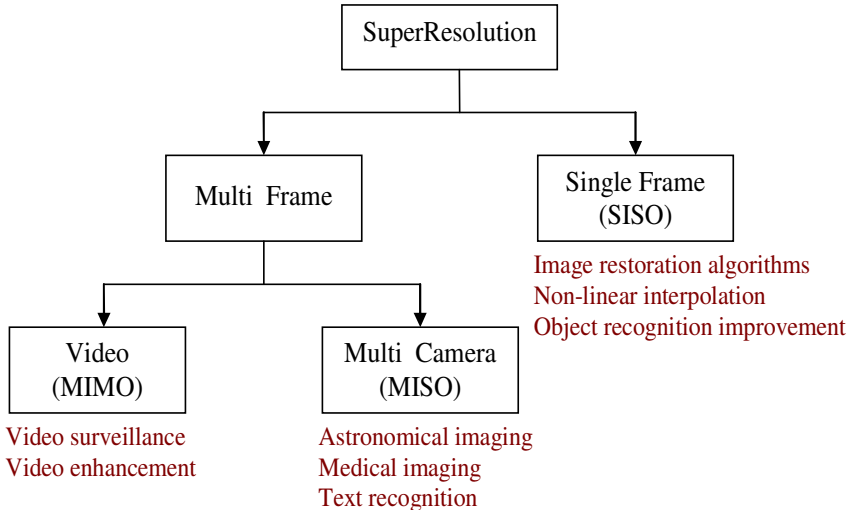 SuperResolution
Multi Frame
Single Frame
(SISO)
Image restoration algorithms
Non-linear interpolation
Object recognition improvement
Video
(MIMO)
Video surveillance
Video enhancement
Multi Camera
(MISO)
Astronomical imaging
Medical imaging
Text recognition